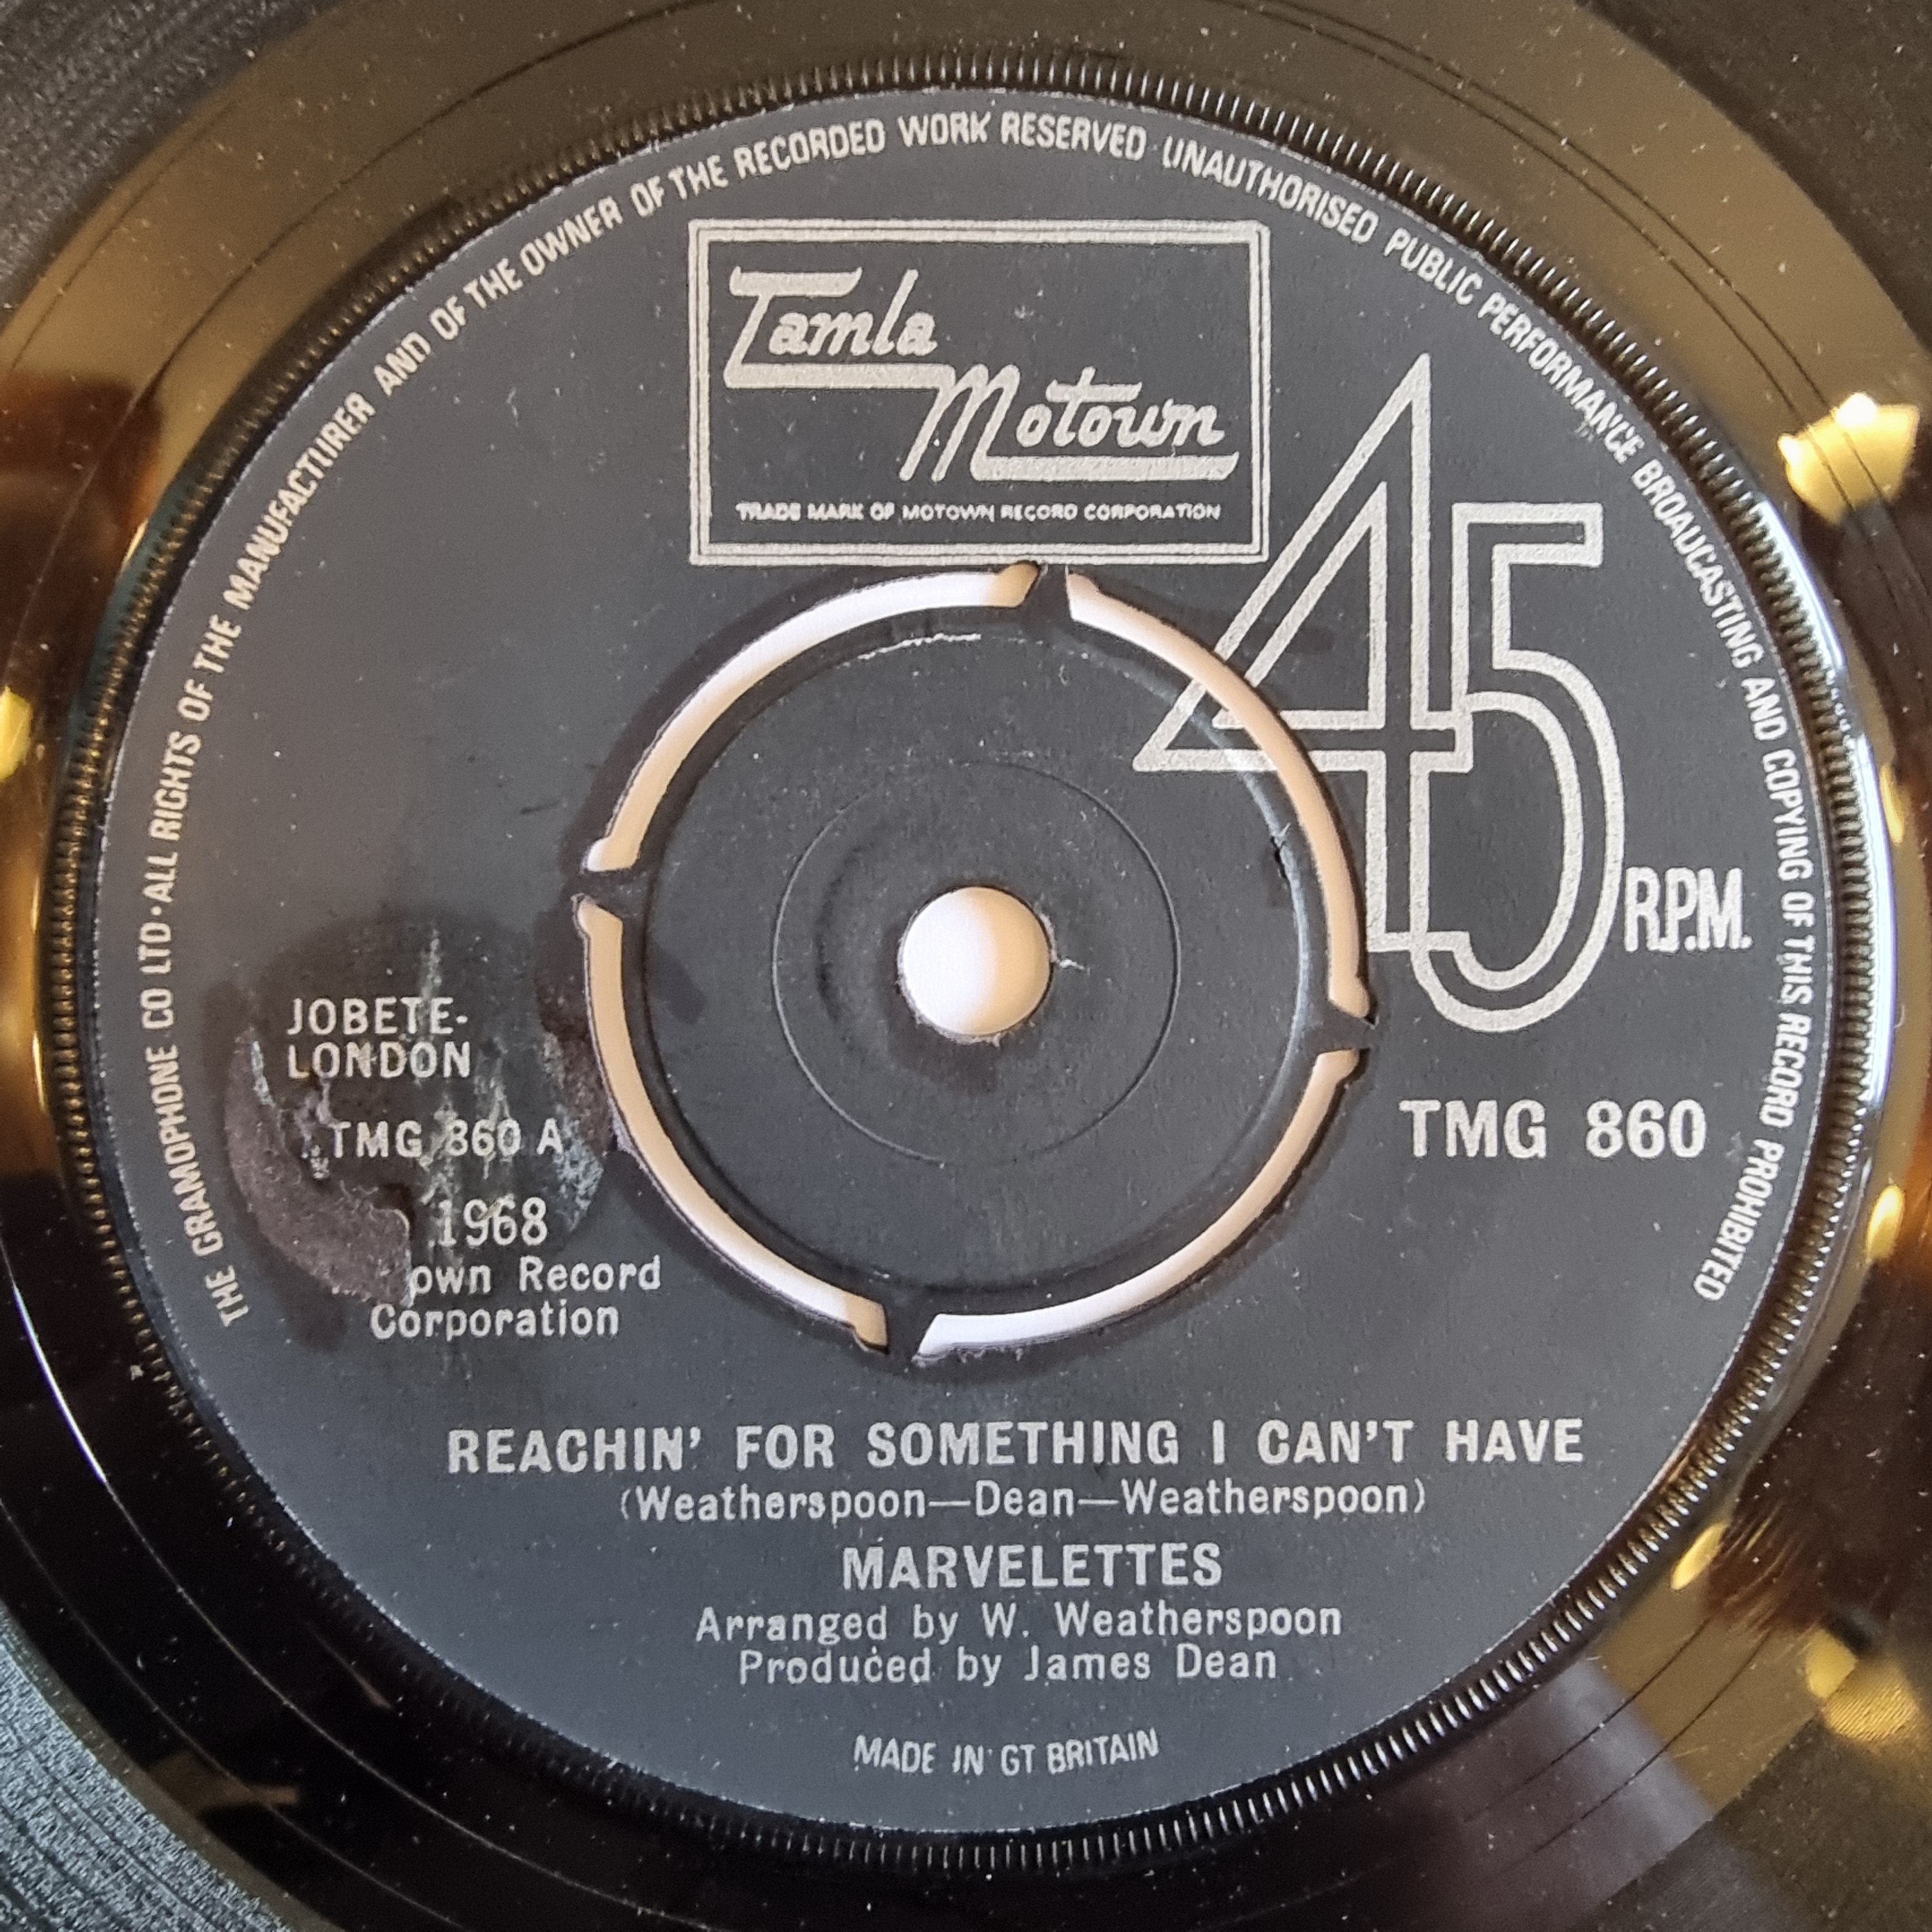 THE GRAMOPHONE CO LTD·ALL RIGHTS OF THE MANUFACTURER AND OF THE OWNER OF THE RECORDED WORK RESERVED UNAUTHORISED PUBLIC PERFORMANCE BROADCASTING AND COPYING OF THIS RECORD PROHIBITED
Tamla
Motown
TRADE MARK OF MOTOWN RECORD CORPORATION
45
R.P.M.
JOBETE-
LONDON
TMG 860 A
1968
own Record
Corporation
TMG 860
REACHIN' FOR SOMETHING I CAN'T HAVE
(Weatherspoon—Dean—Weatherspoon)
MARVELETTES
Arranged by W. Weatherspoon
Produced by James Dean
MADE IN GT BRITAIN